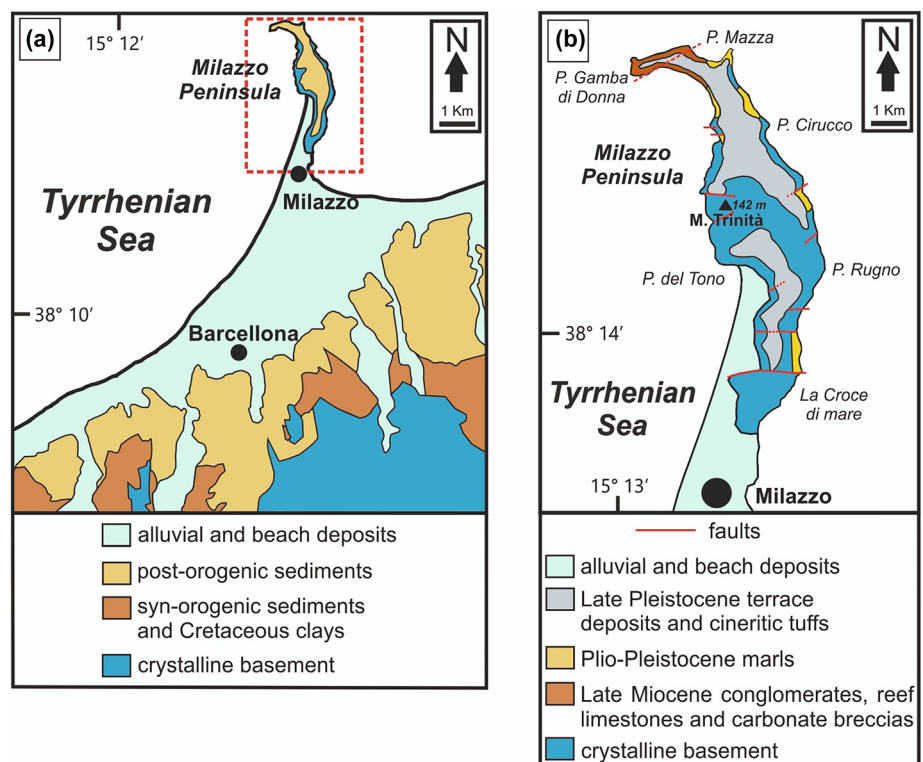 (a)
15° 12’
N
1 Km
Milazzo
Peninsula
Tyrrhenian
Sea
Milazzo
38° 10’
Barcellona
alluvial and beach deposits
post-orogenic sediments
syn-orogenic sediments
and Cretaceous clays
crystalline basement
(b)
P. Mazza
N
1 Km
P. Gamba
di Donna
P. Cirucco
Milazzo
Peninsula
142 m
M. Trinità
P. del Tono
P. Rugno
38° 14’
Tyrrhenian
Sea
La Croce
di mare
15° 13’
Milazzo
faults
alluvial and beach deposits
Late Pleistocene terrace
deposits and cineritic tuffs
Plio-Pleistocene marls
Late Miocene conglomerates, reef
limestones and carbonate breccias
crystalline basement